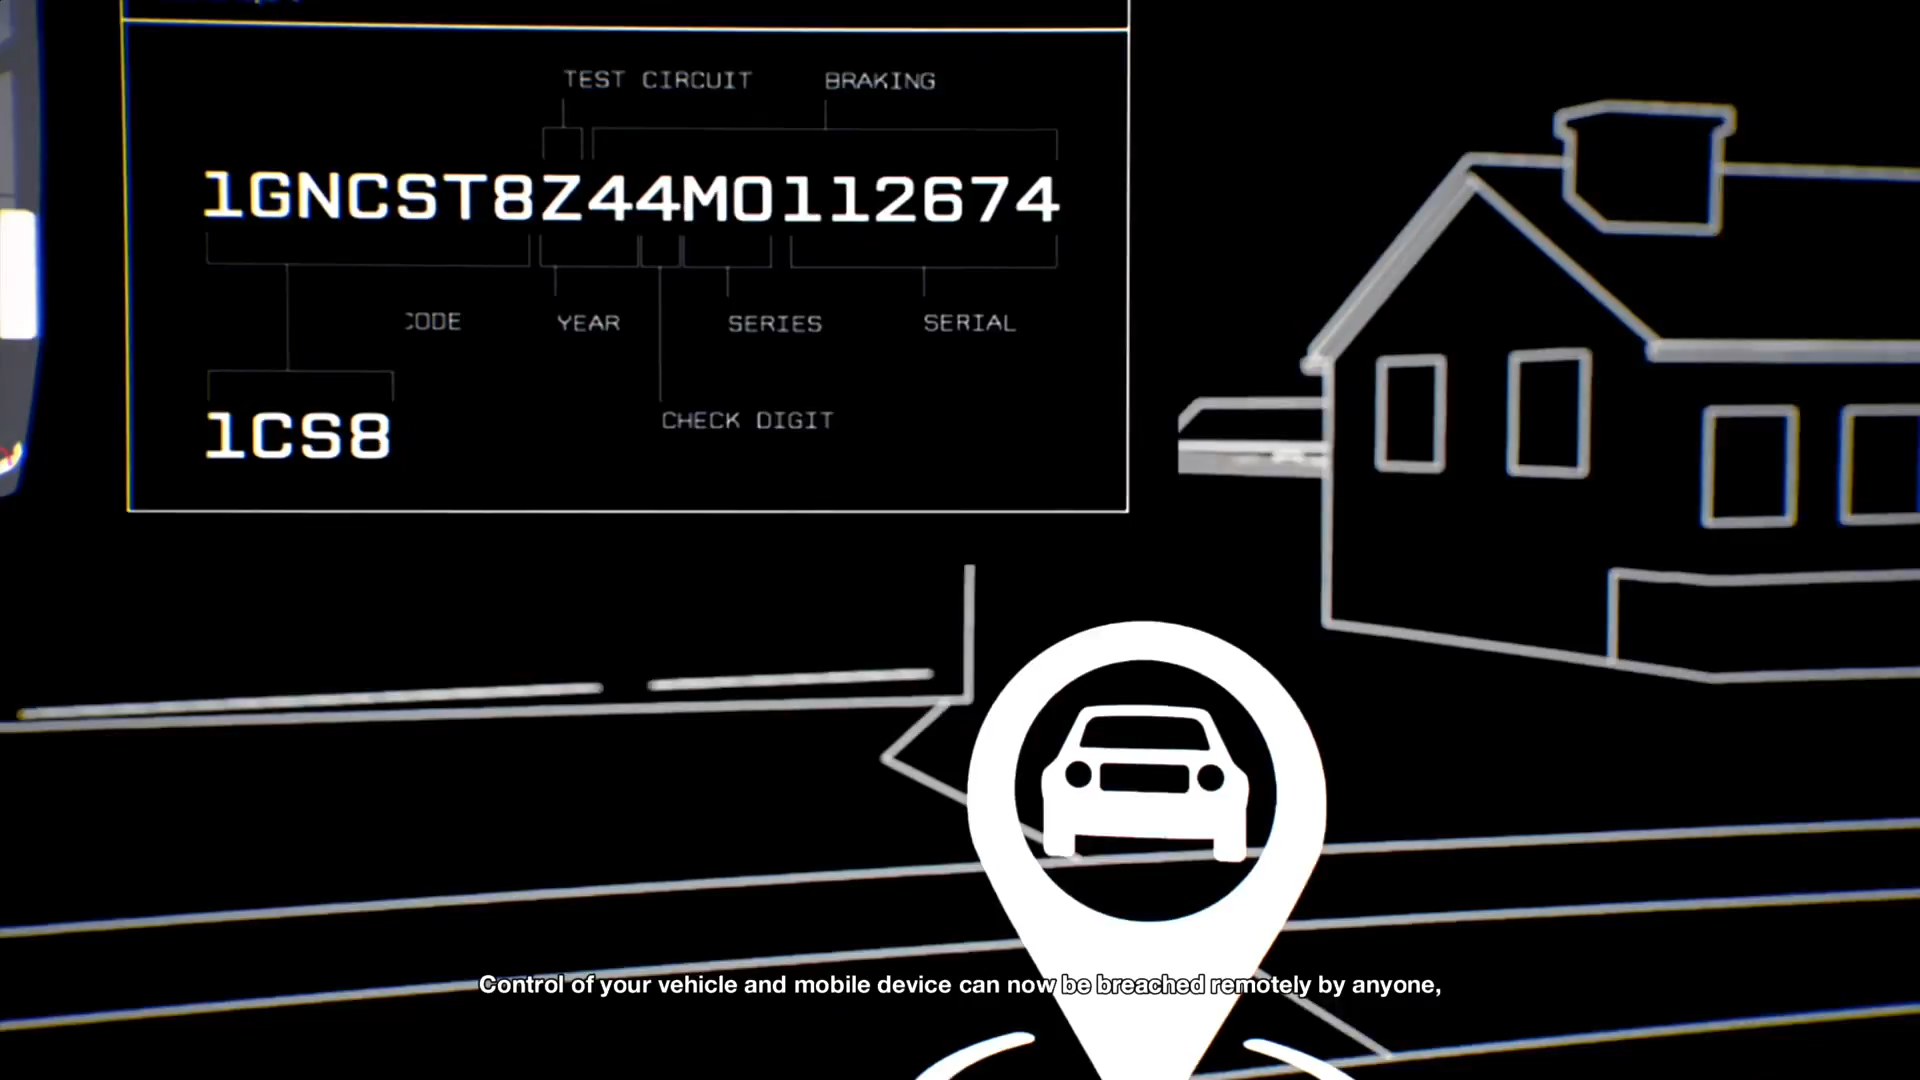 TEST CIRCUIT BRAKING
1GNCST8Z44M0112674
CODE YEAR SERIES SERIAL
1CS8
CHECK DIGIT
Control of your vehicle and mobile device can now be breached remotely by anyone,